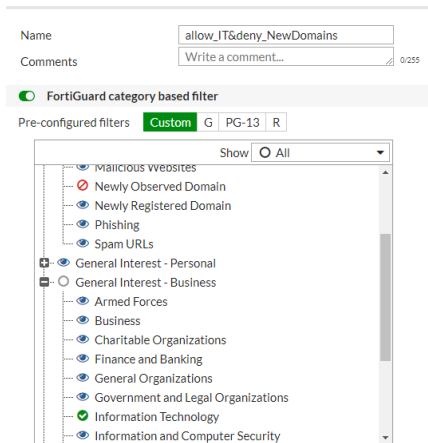 Name allow_IT&deny_NewDomains
Comments Write a comment... 0/255
FortiGuard category based filter
Pre-configured filters Custom G PG-13 R
Show All
Malicious Websites
Newly Observed Domain
Newly Registered Domain
Phishing
Spam URLs
General Interest - Personal
General Interest - Business
Armed Forces
Business
Charitable Organizations
Finance and Banking
General Organizations
Government and Legal Organizations
Information Technology
Information and Computer Security